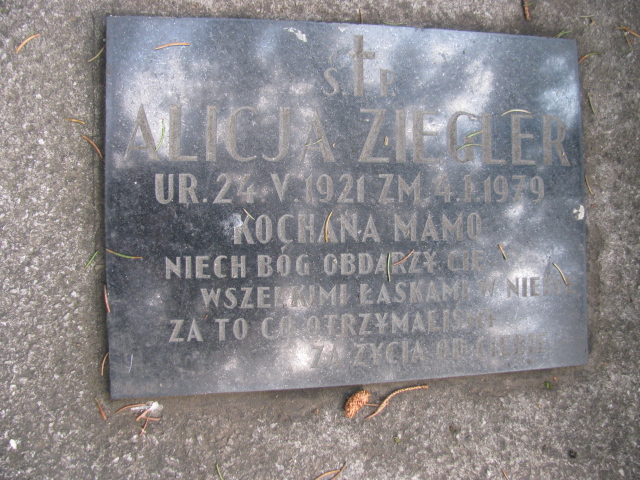 Ś P
ALICJA ZIEGLER
UR. 24.V.1921 ZM. 4.I.1979
KOCHANA MAMO
NIECH BÓG OBDARZY CIĘ
WSZELKIMI ŁASKAMI W NIEBIE
ZA TO CO OTRZYMALIŚMY
ZA ŻYCIA OD CIEBIE